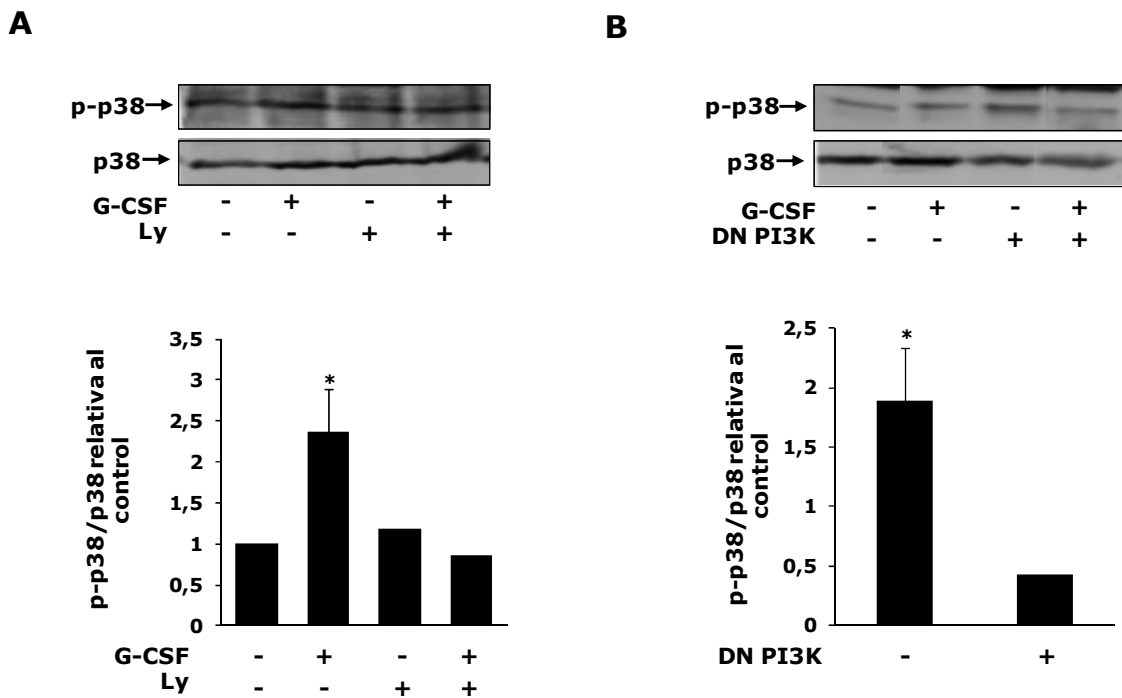 A
p-p38
p38
G-CSF - + - +
Ly - - + +
p-p38/p38 relativa al
control
3,5
3
2,5
2
1,5
1
0,5
0
*
G-CSF - + - +
Ly - - + +
B
p-p38
p38
G-CSF - + - +
DN PI3K - - + +
p-p38/p38 relativa al
control
2,5
2
1,5
1
0,5
0
*
DN PI3K - +